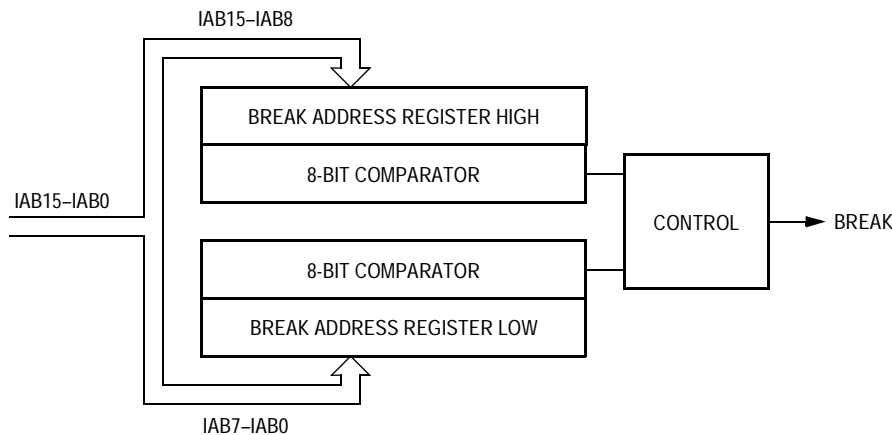 IAB15–IAB8
BREAK ADDRESS REGISTER HIGH
8-BIT COMPARATOR
IAB15–IAB0
CONTROL
BREAK
8-BIT COMPARATOR
BREAK ADDRESS REGISTER LOW
IAB7–IAB0